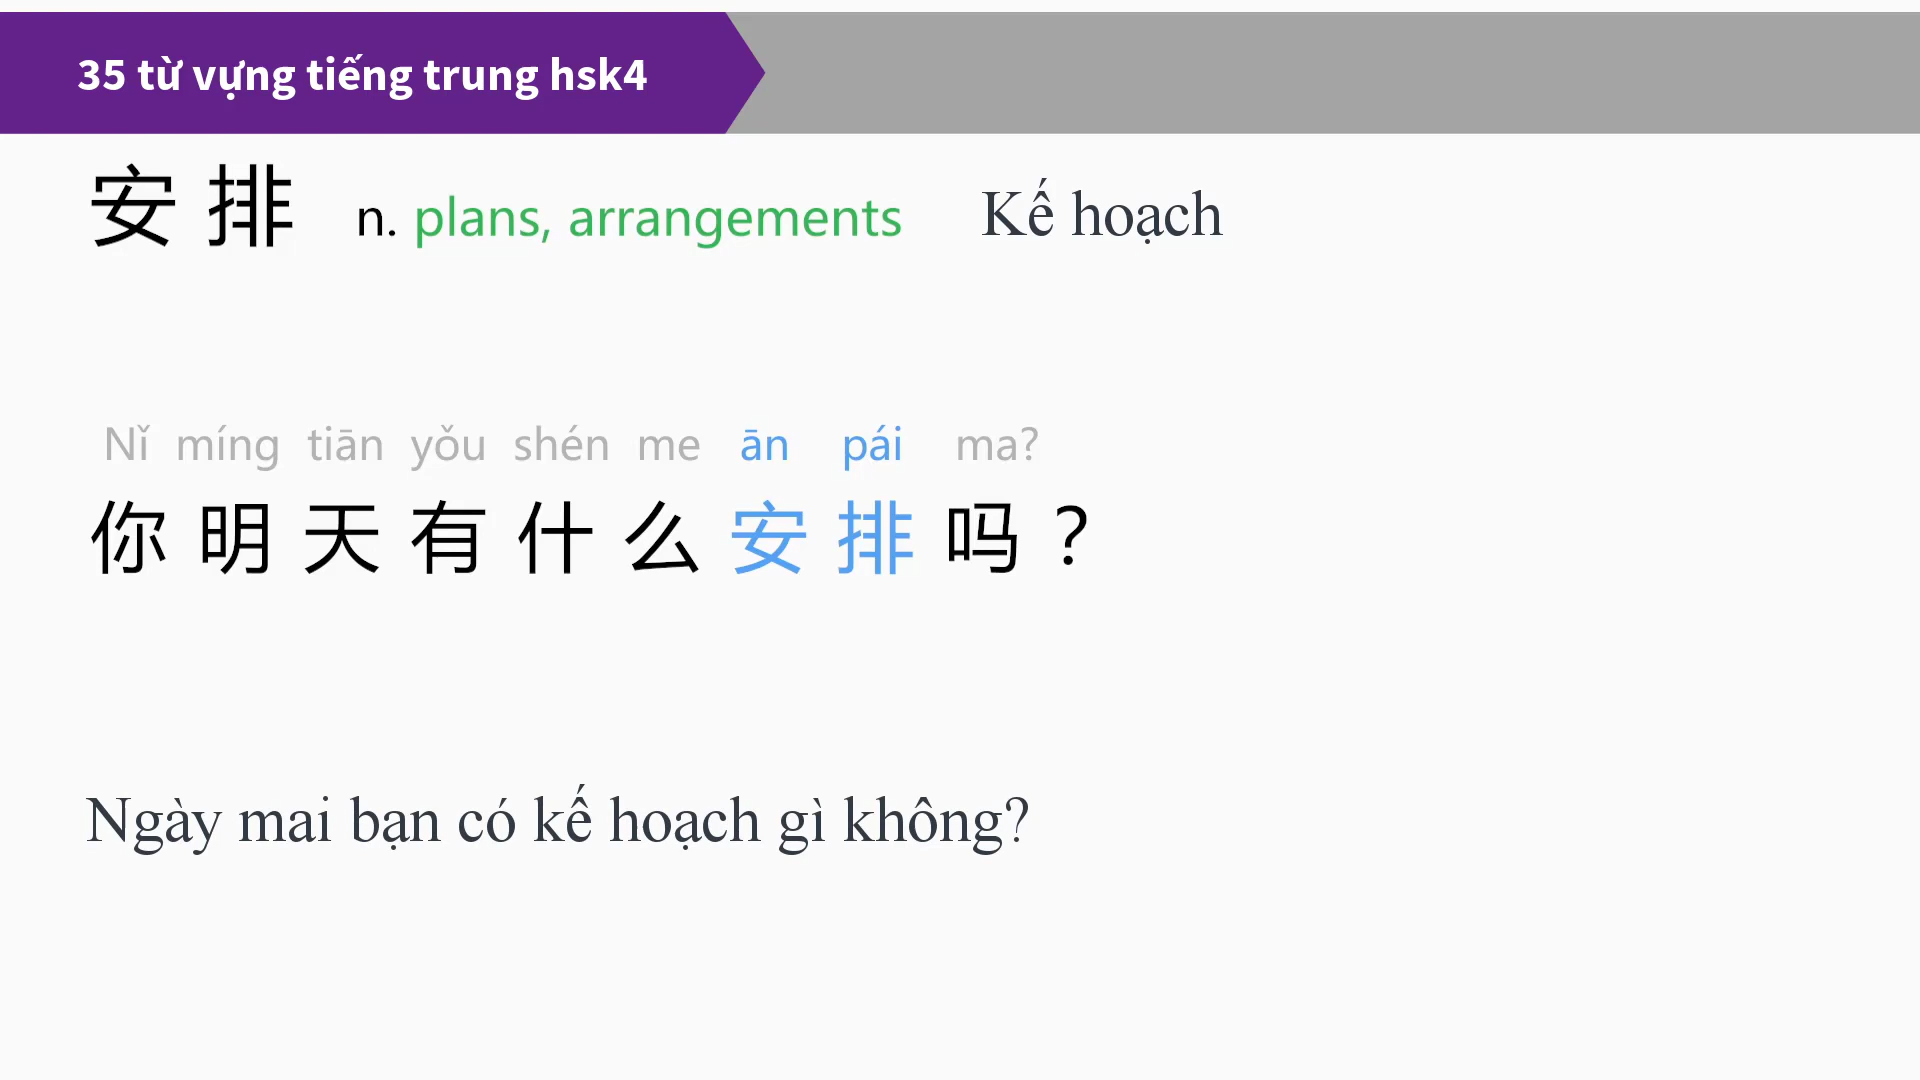 35 từ vựng tiếng trung hsk4
安排 n. plans, arrangements Kế hoạch
Nǐ míng tiān yǒu shén me ān pái ma?
你明天有什么安排吗？
Ngày mai bạn có kế hoạch gì không?